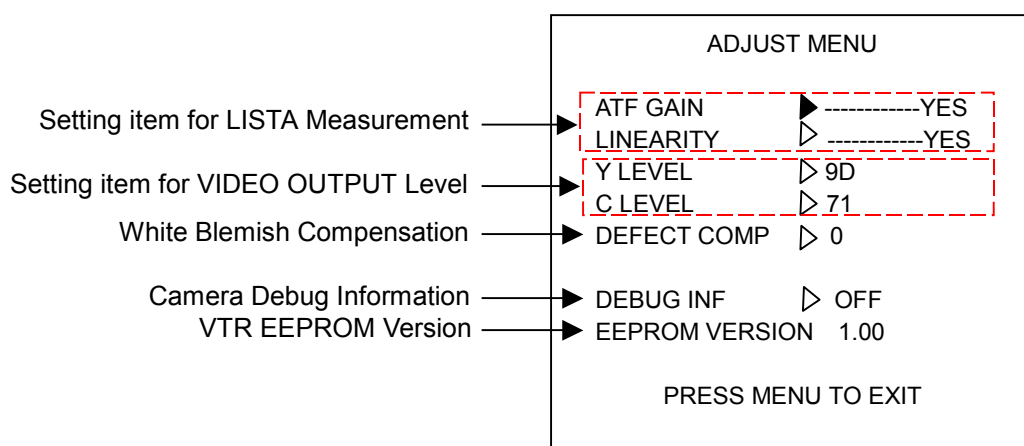 ADJUST MENU
Setting item for LISTA Measurement
ATF GAIN ------------YES
LINEARITY ------------YES
Setting item for VIDEO OUTPUT Level
Y LEVEL 9D
C LEVEL 71
White Blemish Compensation
DEFECT COMP 0
Camera Debug Information
DEBUG INF OFF
VTR EEPROM Version
EEPROM VERSION 1.00
PRESS MENU TO EXIT